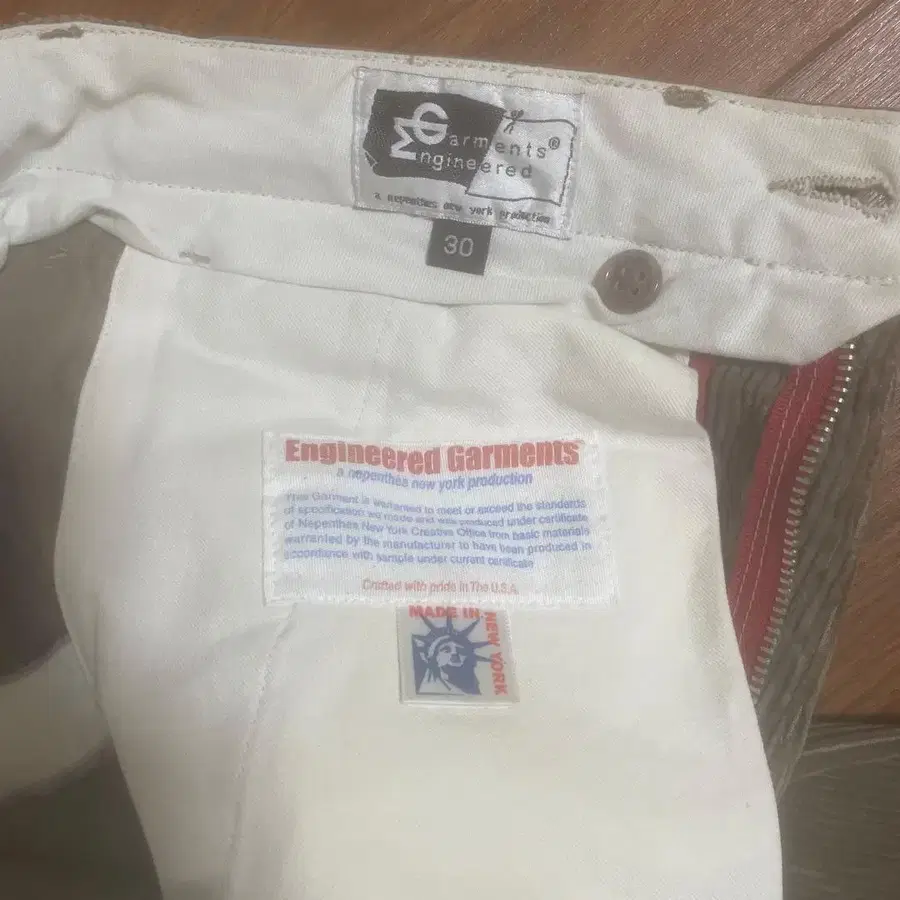 EG
Garments®
Engineered
a nepenthes new york production
30
Engineered Garments
a nepenthes new york production
This Garment is warranted to meet or exceed the standards
of specification we made and was produced under certificate
of Nepenthes New York Creative Office from basic materials
warranted by the manufacturer to have been produced in
accordance with sample under current certificate
Crafted with pride in The U.S.A.
MADE IN
NEW YORK